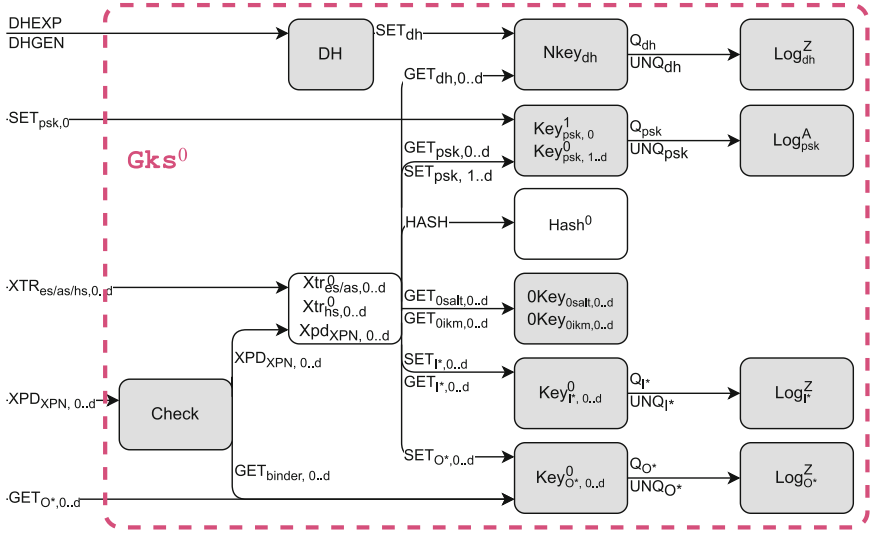 DHEXP
DHGEN
DH
SET_dh
Nkey_dh
Q_dh
UNQ_dh
Log^Z_dh
GET_dh,0..d
SET_psk,0
Gks^0
GET_psk,0..d
SET_psk, 1..d
Key^1_psk, 0
Key^0_psk, 1..d
Q_psk
UNQ_psk
Log^A_psk
HASH
Hash^0
XTR_es/as/hs,0..d
Xtr^0_es/as,0..d
Xtr^0_hs,0..d
Xpd_XPN, 0..d
GET_0salt,0..d
GET_0ikm,0..d
0Key_0salt,0..d
0Key_0ikm,0..d
XPD_XPN, 0..d
SET_I*,0..d
GET_I*,0..d
Key^0_I*, 0..d
Q_I*
UNQ_I*
Log^Z_I*
XPD_XPN, 0..d
Check
GET_binder, 0..d
SET_O*,0..d
Key^0_O*, 0..d
Q_O*
UNQ_O*
Log^Z_O*
GET_O*,0..d